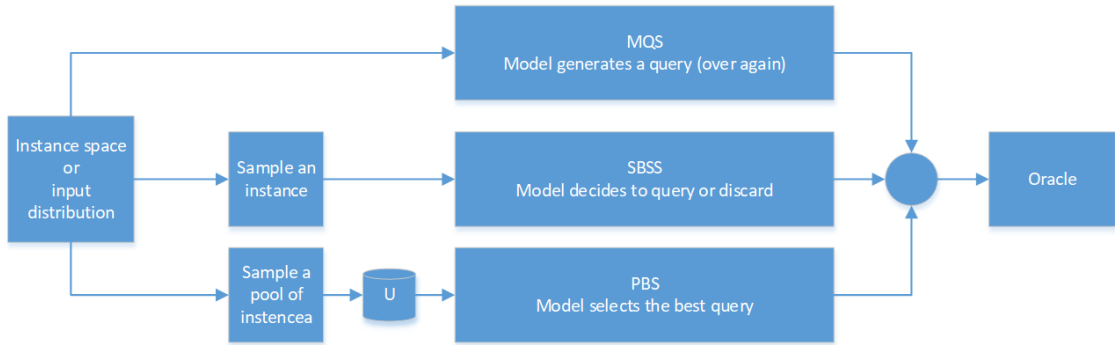 MQS
Model generates a query (over again)
Instance space
or
input
distribution
Sample an
instance
SBSS
Model decides to query or discard
Oracle
Sample a
pool of
instencea
U
PBS
Model selects the best query